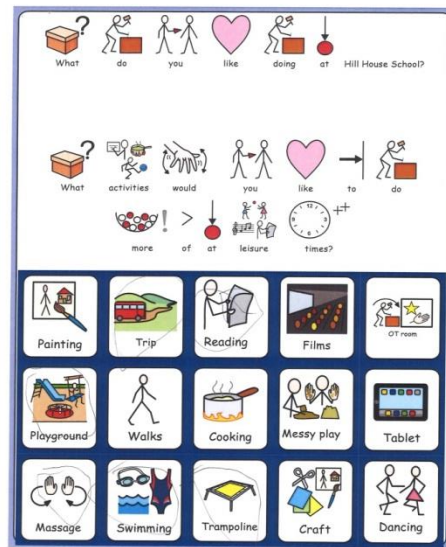 What do you like doing at Hill House School?
What activities would you like to do
more of at leisure times?
Painting Trip Reading Films OT room
Playground Walks Cooking Messy play Tablet
Massage Swimming Trampoline Craft Dancing